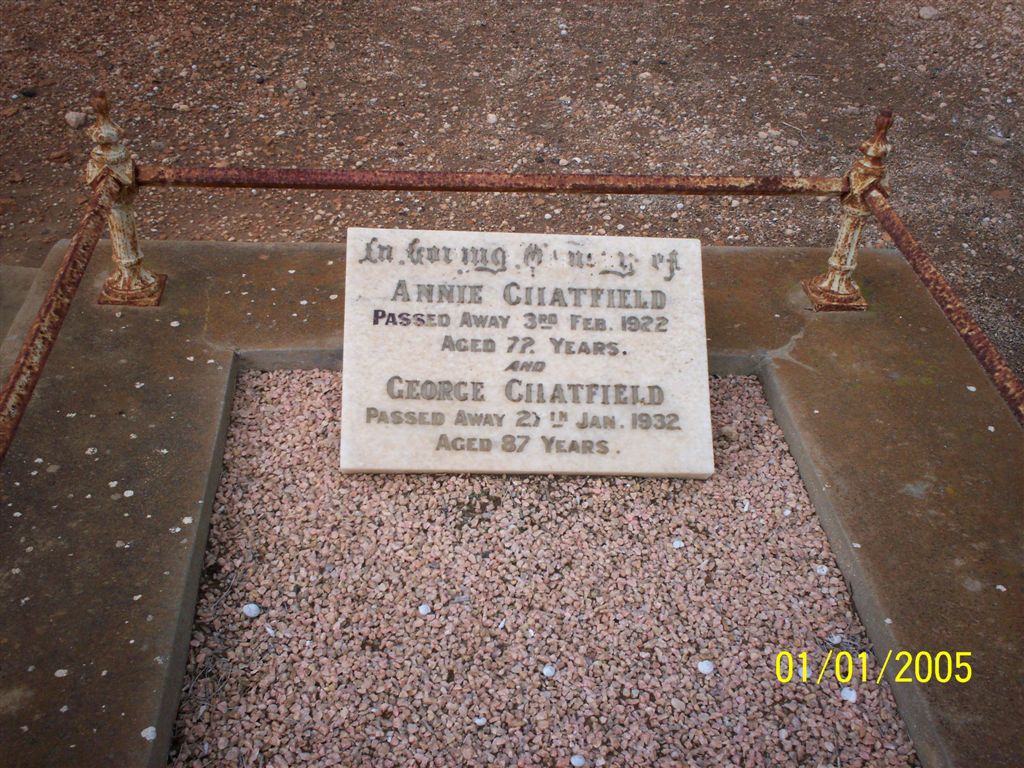 In Loving Memory of
ANNIE CHATFIELD
PASSED AWAY 3RD FEB. 1922
AGED 72 YEARS.
AND
GEORGE CHATFIELD
PASSED AWAY JAN. 1932
AGED 87 YEARS.
01/01/2005